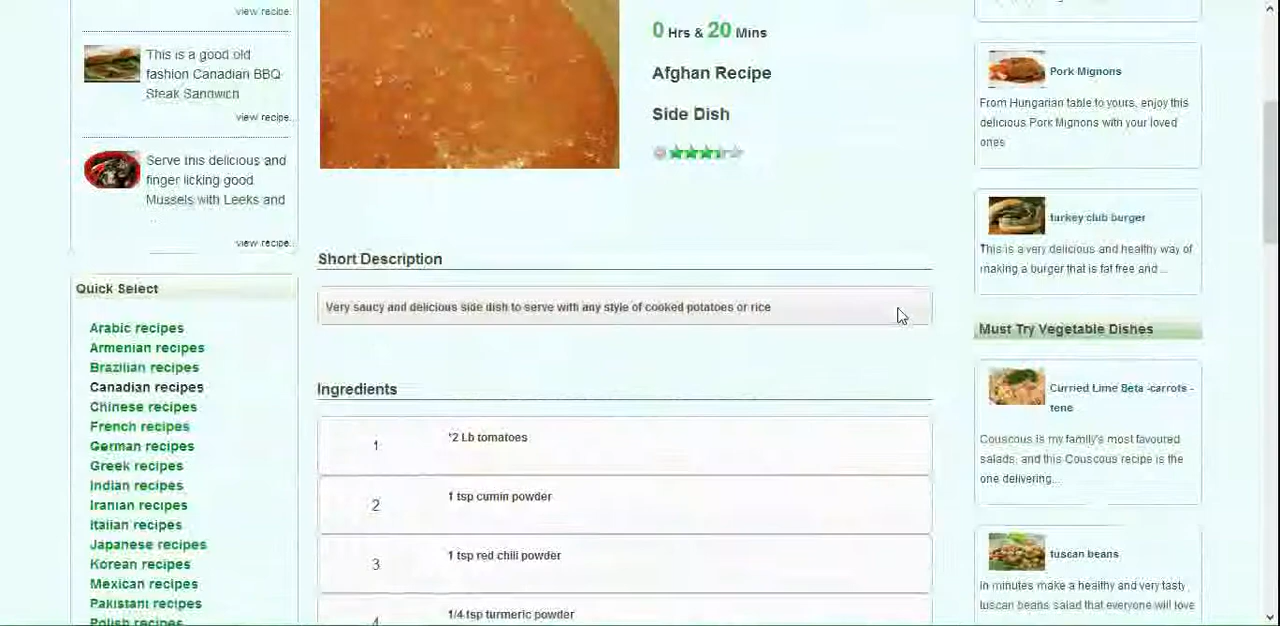 view recipe..
This is a good old
fashion Canadian BBQ
Steak Sandwich
view recipe..
Serve this delicious and
finger licking good
Mussels with Leeks and
...
view recipe..
Quick Select
Arabic recipes
Armenian recipes
Brazilian recipes
Canadian recipes
Chinese recipes
French recipes
German recipes
Greek recipes
Indian recipes
Iranian recipes
Italian recipes
Japanese recipes
Korean recipes
Mexican recipes
Pakistani recipes
Polish recipes
0 Hrs & 20 Mins
Afghan Recipe
Side Dish
Short Description
Very saucy and delicious side dish to serve with any style of cooked potatoes or rice
Ingredients
1 *2 Lb tomatoes
2 1 tsp cumin powder
3 1 tsp red chili powder
4 1/4 tsp turmeric powder
Pork Mignons
From Hungarian table to yours, enjoy this
delicious Pork Mignons with your loved
ones
turkey club burger
This is a very delicious and healthy way of
making a burger that is fat free and ...
Must Try Vegetable Dishes
Curried Lime Beta -carrots -
tene
Couscous is my family's most favoured
salads, and this Couscous recipe is the
one delivering...
tuscan beans
In minutes make a healthy and very tasty
tuscan beans salad that everyone will love